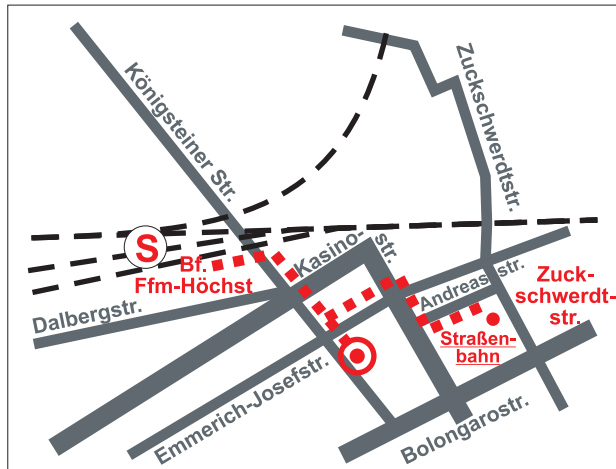 Königsteiner Str.
Zuckschwerdtstr.
S
Bf.
Ffm-Höchst
Kasino-
str.
Dalbergstr.
Andreasstr.
Zuck-
schwerdt-
str.
Straßen-
bahn
Emmerich-Josefstr.
Bolongarostr.